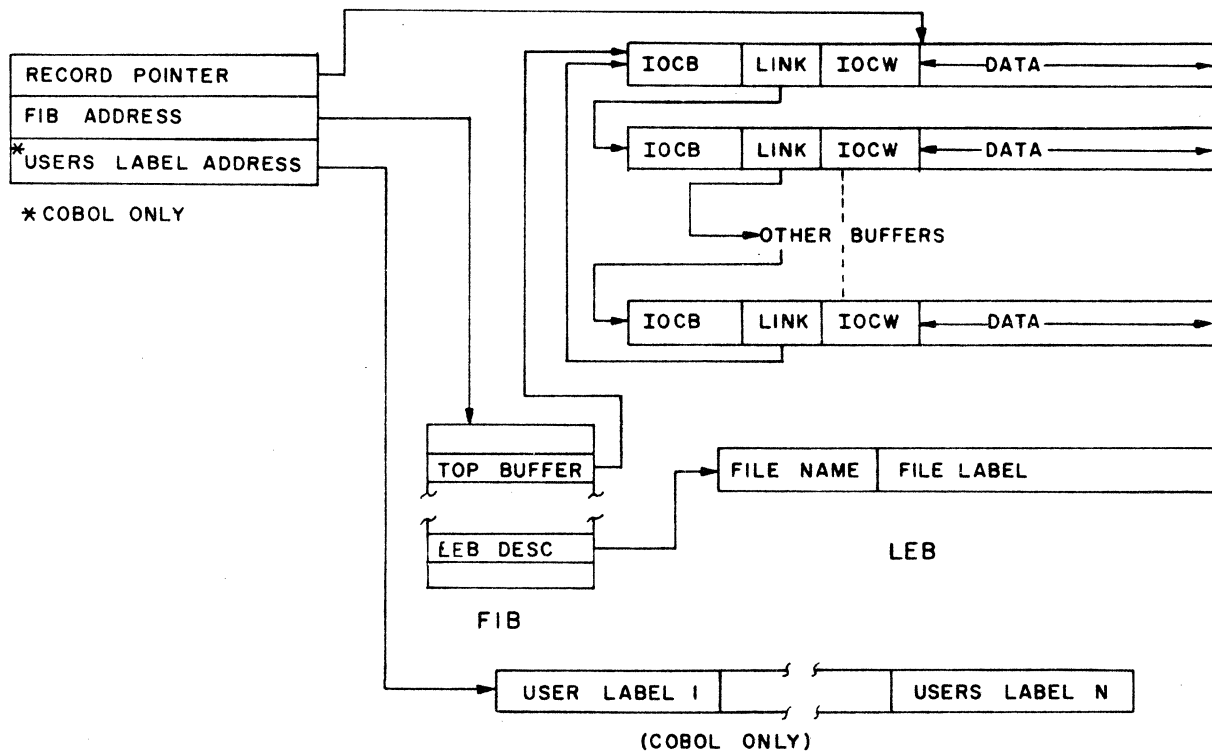 RECORD POINTER
FIB ADDRESS
*USERS LABEL ADDRESS
*COBOL ONLY
IOCB LINK IOCW DATA
IOCB LINK IOCW DATA
OTHER BUFFERS
IOCB LINK IOCW DATA
TOP BUFFER
LEB DESC
FIB
FILE NAME FILE LABEL
LEB
USER LABEL 1 USERS LABEL N
(COBOL ONLY)